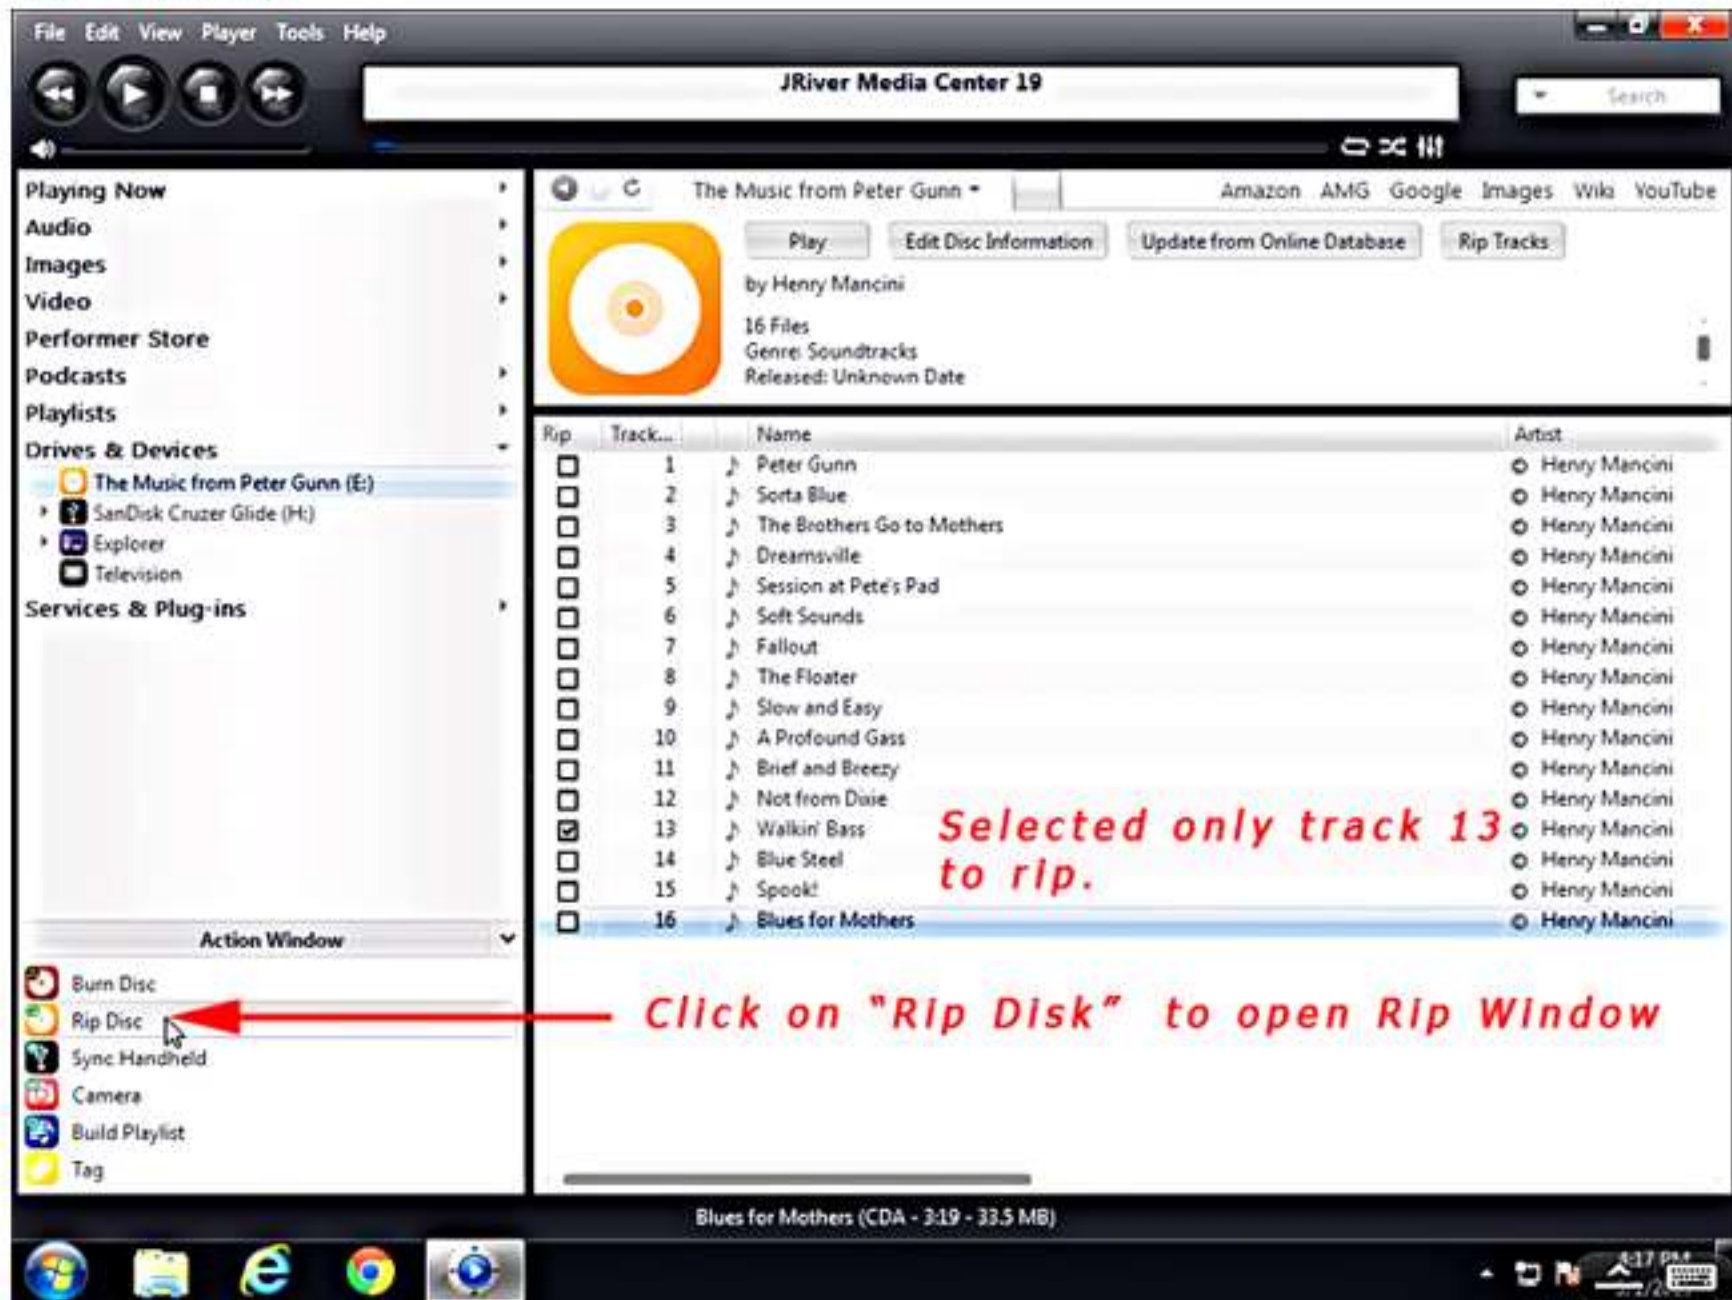 File Edit View Player Tools Help
JRiver Media Center 19
Search
Playing Now
Audio
Images
Video
Performer Store
Podcasts
Playlists
Drives & Devices
The Music from Peter Gunn (E:)
SanDisk Cruzer Glide (H:)
Explorer
Television
Services & Plug-ins
Action Window
Burn Disc
Rip Disc
Sync Handheld
Camera
Build Playlist
Tag
The Music from Peter Gunn
Amazon AMG Google Images Wiki YouTube
Play Edit Disc Information Update from Online Database Rip Tracks
by Henry Mancini
16 Files
Genre: Soundtracks
Released: Unknown Date
Rip Track... Name Artist
1 Peter Gunn Henry Mancini
2 Sorta Blue Henry Mancini
3 The Brothers Go to Mothers Henry Mancini
4 Dreamsville Henry Mancini
5 Session at Pete's Pad Henry Mancini
6 Soft Sounds Henry Mancini
7 Fallout Henry Mancini
8 The Floater Henry Mancini
9 Slow and Easy Henry Mancini
10 A Profound Gass Henry Mancini
11 Brief and Breezy Henry Mancini
12 Not from Dixie Henry Mancini
13 Walkin' Bass Henry Mancini
14 Blue Steel Henry Mancini
15 Spook! Henry Mancini
16 Blues for Mothers Henry Mancini
Selected only track 13
to rip.
Click on "Rip Disk" to open Rip Window
Blues for Mothers (CDA - 3:19 - 33.5 MB)
4:17 PM